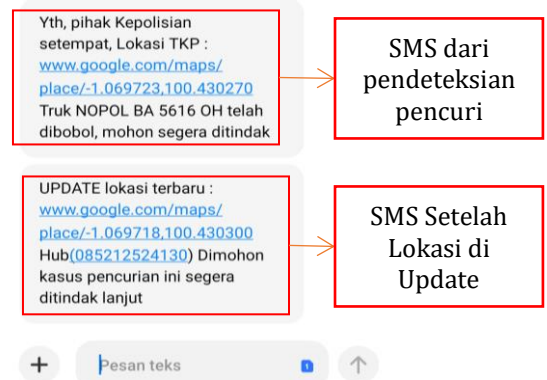 Yth, pihak Kepolisian
setempat, Lokasi TKP :
www.google.com/maps/
place/-1.069723,100.430270
Truk NOPOL BA 5616 OH telah
dibobol, mohon segera ditindak
SMS dari
pendeteksian
pencuri
UPDATE lokasi terbaru :
www.google.com/maps/
place/-1.069718,100.430300
Hub(085212524130) Dimohon
kasus pencurian ini segera
ditindak lanjut
SMS Setelah
Lokasi di
Update
Pesan teks
1